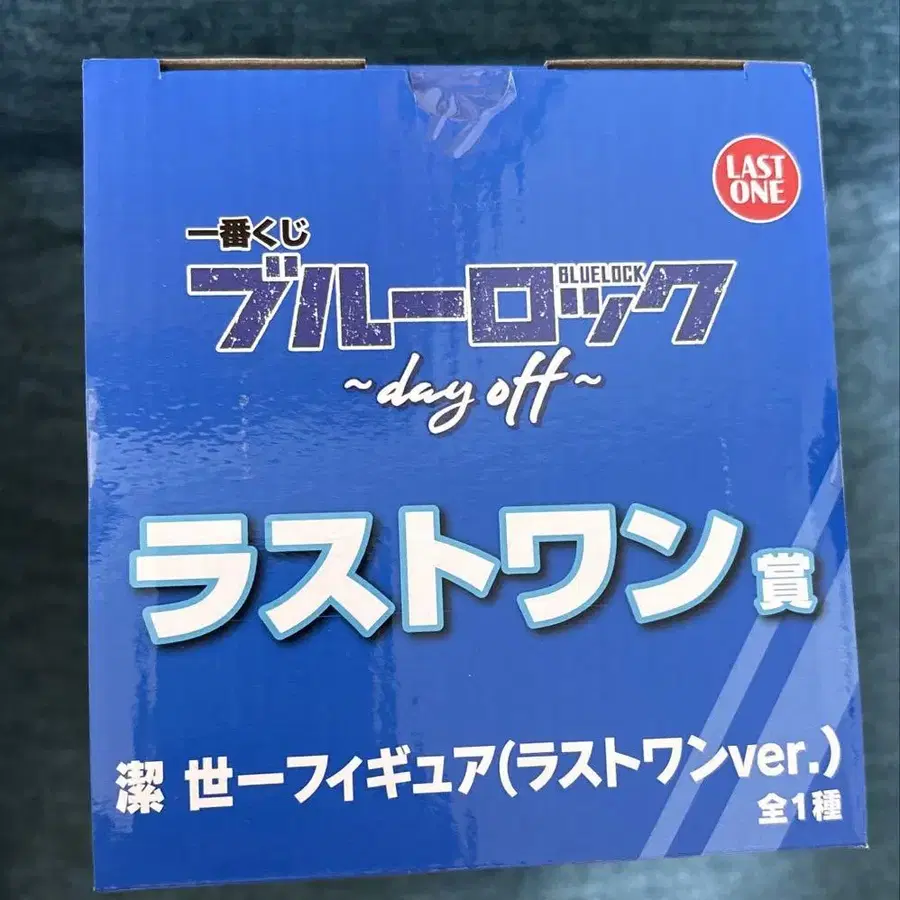 LAST
ONE
一番くじ
ブルーロック
BLUELOCK
~day off~
ラストワン賞
潔 世一フィギュア(ラストワンver.)
全1種